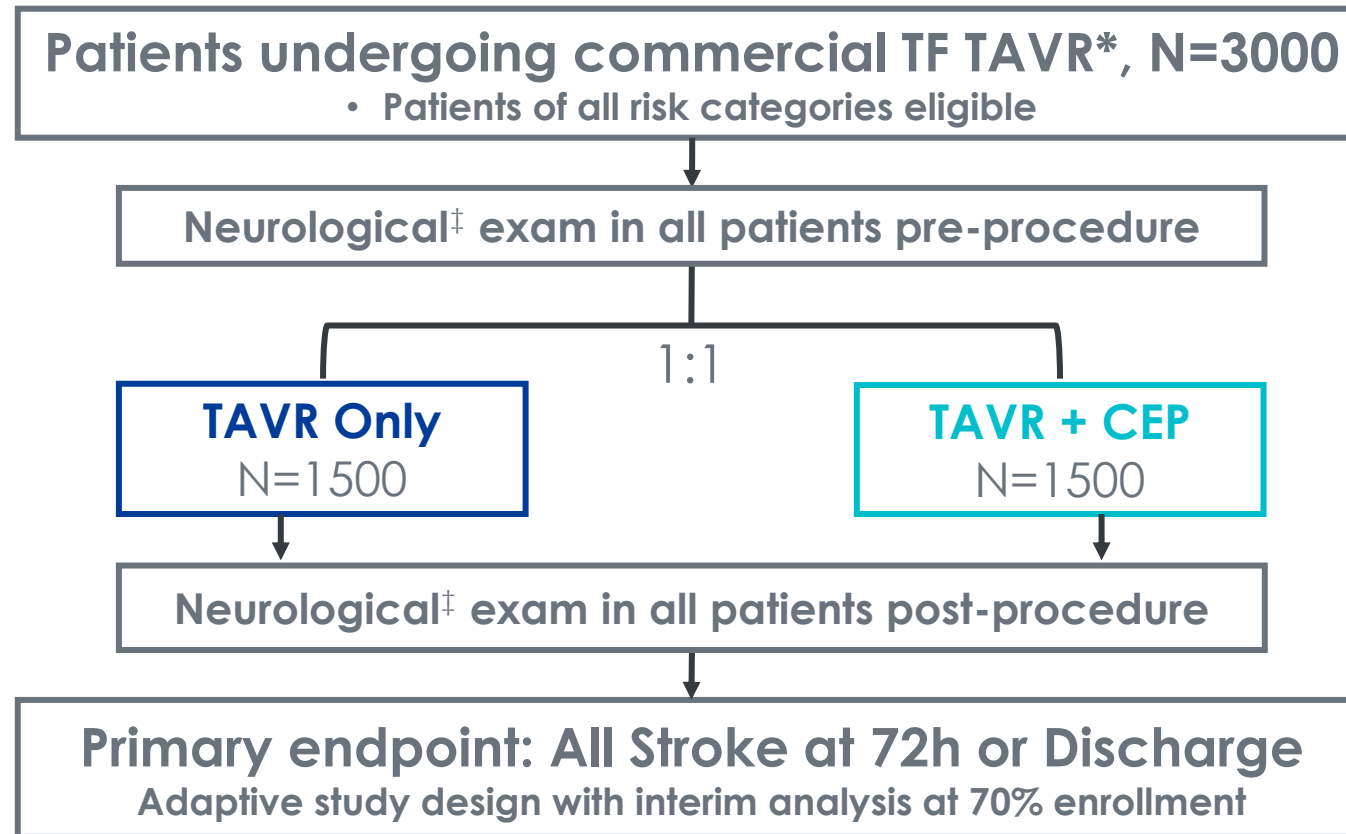 Patients undergoing commercial TF TAVR*, N=3000
• Patients of all risk categories eligible
Neurological‡ exam in all patients pre-procedure
1:1
TAVR Only
N=1500
TAVR + CEP
N=1500
Neurological‡ exam in all patients post-procedure
Primary endpoint: All Stroke at 72h or Discharge
Adaptive study design with interim analysis at 70% enrollment